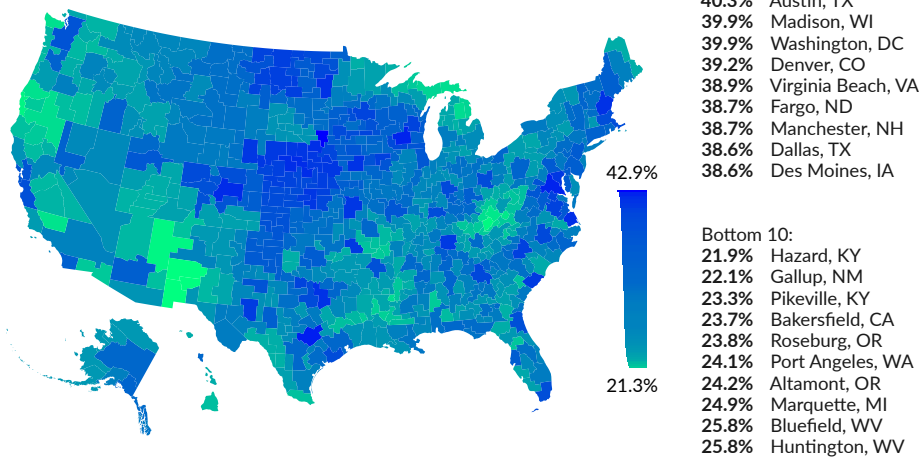 40.3% Austin, TX
39.9% Madison, WI
39.9% Washington, DC
39.2% Denver, CO
38.9% Virginia Beach, VA
38.7% Fargo, ND
38.7% Manchester, NH
38.6% Dallas, TX
38.6% Des Moines, IA
42.9%
21.3%
Bottom 10:
21.9% Hazard, KY
22.1% Gallup, NM
23.3% Pikeville, KY
23.7% Bakersfield, CA
23.8% Roseburg, OR
24.1% Port Angeles, WA
24.2% Altamont, OR
24.9% Marquette, MI
25.8% Bluefield, WV
25.8% Huntington, WV